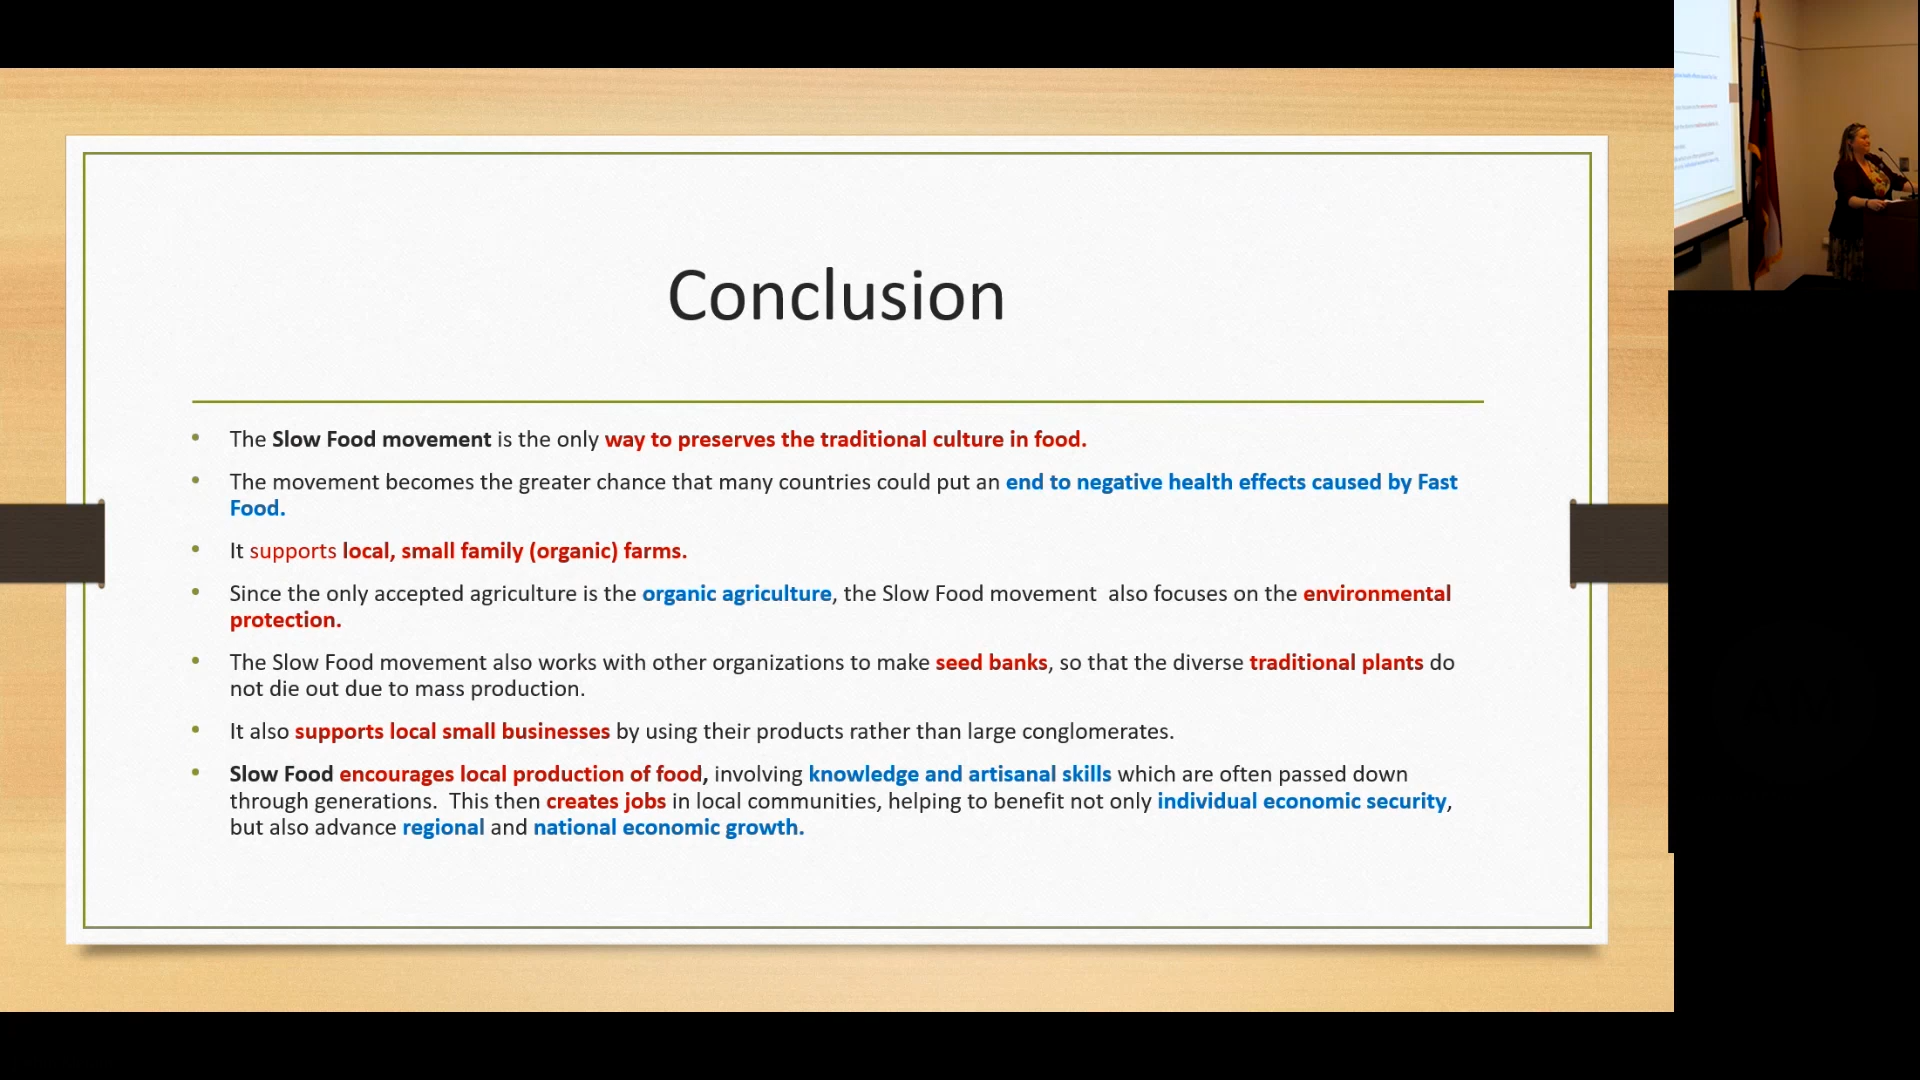 Conclusion
• The Slow Food movement is the only way to preserves the traditional culture in food.
• The movement becomes the greater chance that many countries could put an end to negative health effects caused by Fast
Food.
• It supports local, small family (organic) farms.
• Since the only accepted agriculture is the organic agriculture, the Slow Food movement  also focuses on the environmental
protection.
• The Slow Food movement also works with other organizations to make seed banks, so that the diverse traditional plants do
not die out due to mass production.
• It also supports local small businesses by using their products rather than large conglomerates.
• Slow Food encourages local production of food, involving knowledge and artisanal skills which are often passed down
through generations.  This then creates jobs in local communities, helping to benefit not only individual economic security,
but also advance regional and national economic growth.